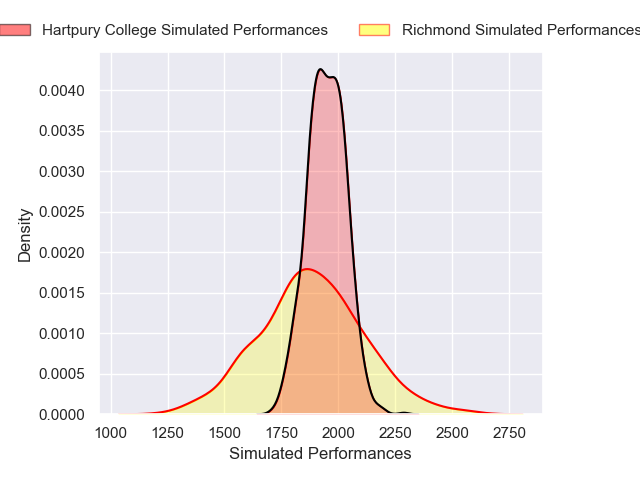 Hartpury College Simulated Performances
Richmond Simulated Performances
0.0040
0.0035
0.0030
0.0025
0.0020
0.0015
0.0010
0.0005
0.0000
Density
1000 1250 1500 1750 2000 2250 2500 2750
Simulated Performances